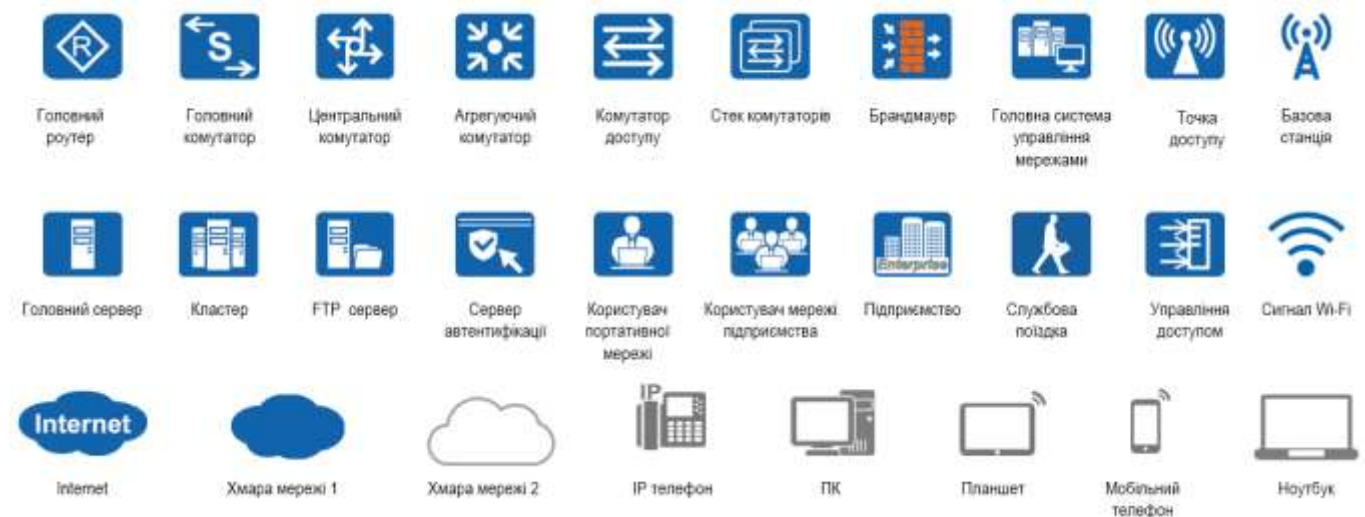 R
S
Головний
роутер
Головний
комутатор
Центральний
комутатор
Агрегуючий
комутатор
Комутатор
доступу
Стек комутаторів
Брандмауер
Головна система
управління
мережами
Точка
доступу
Базова
станція
Enterprise
Головний сервер
Кластер
FTP сервер
Сервер
автентифікації
Користувач
портативної
мережі
Користувач мережі
підприємства
Підприємство
Службова
поїздка
Управління
доступом
Сигнал Wi-Fi
Internet
IP
Internet
Хмара мережі 1
Хмара мережі 2
IP телефон
ПК
Планшет
Мобільний
телефон
Ноутбук